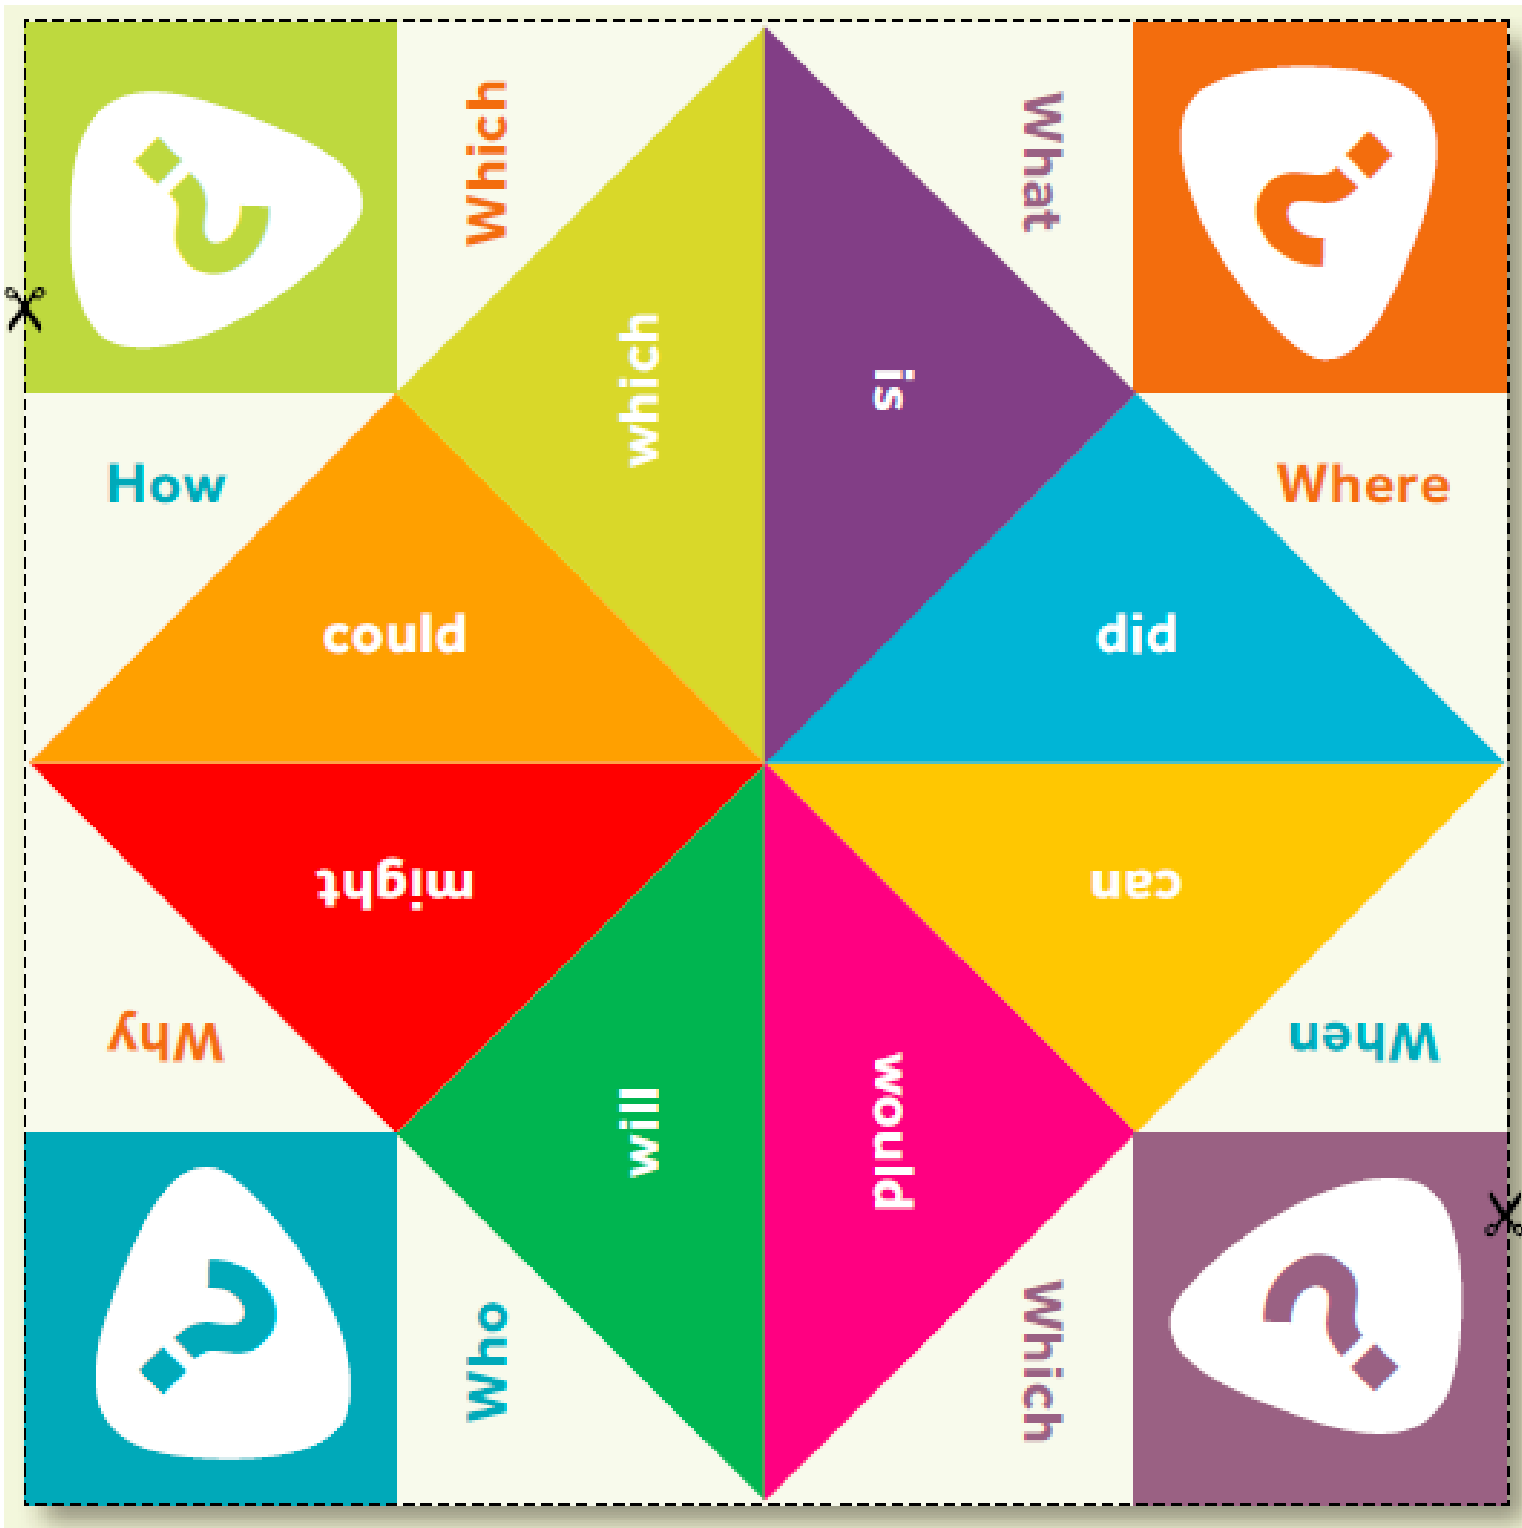 Which
What
which
is
How
Where
could
did
might
can
Why
When
will
would
Who
Which
?
?
?
?